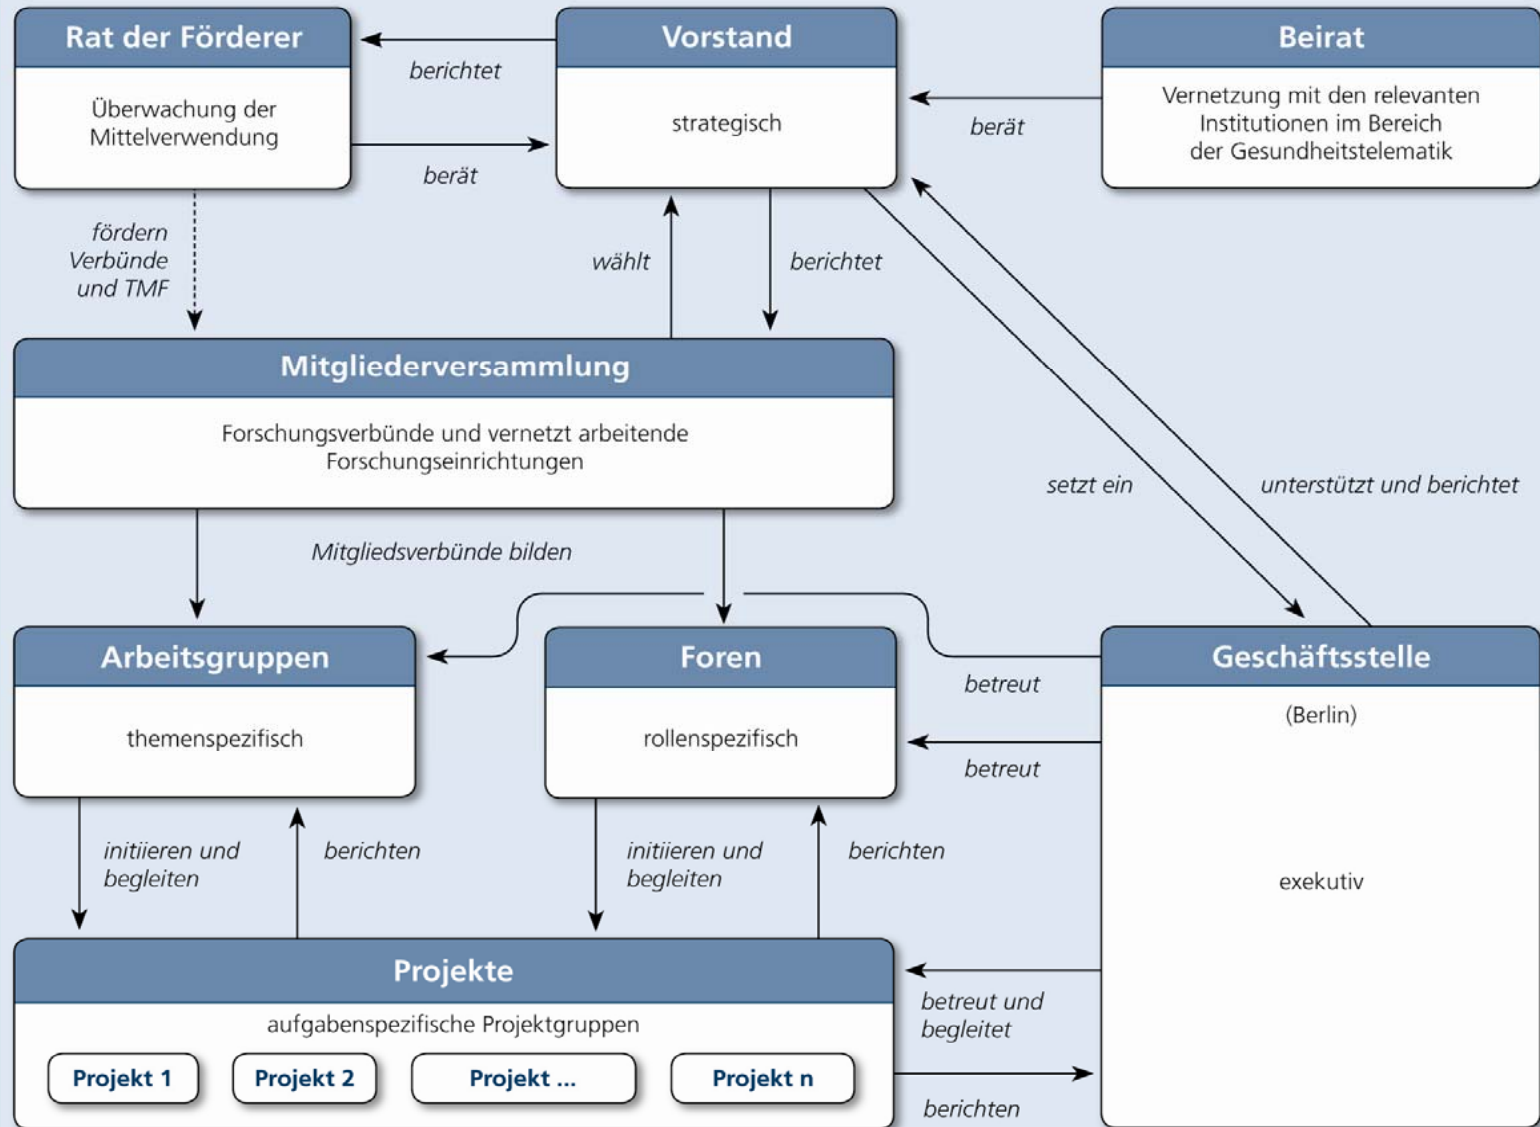 Rat der Förderer
Überwachung der
Mittelverwendung
berichtet
berät
Vorstand
strategisch
berät
Beirat
Vernetzung mit den relevanten
Institutionen im Bereich
der Gesundheitstelematik
fördern
Verbünde
und TMF
wählt
berichtet
Mitgliederversammlung
Forschungsverbünde und vernetzt arbeitende
Forschungseinrichtungen
setzt ein
unterstützt und berichtet
Mitgliedsverbünde bilden
Arbeitsgruppen
themenspezifisch
Foren
rollenspezifisch
betreut
betreut
Geschäftsstelle
(Berlin)
exekutiv
initiieren und
begleiten
berichten
initiieren und
begleiten
berichten
Projekte
aufgabenspezifische Projektgruppen
Projekt 1
Projekt 2
Projekt ...
Projekt n
betreut und
begleitet
berichten